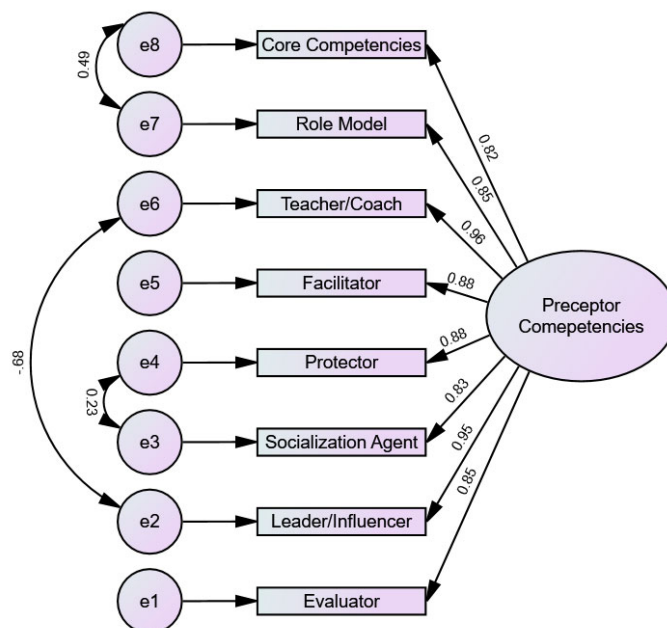 e8
Core Competencies
0.49
0.82
e7
Role Model
0.85
e6
Teacher/Coach
0.96
e5
Facilitator
0.88
Preceptor
Comepetencies
e4
Protector
0.88
-.68
0.23
0.83
e3
Socialization Agent
0.95
e2
Leader/Influencer
0.85
e1
Evaluator